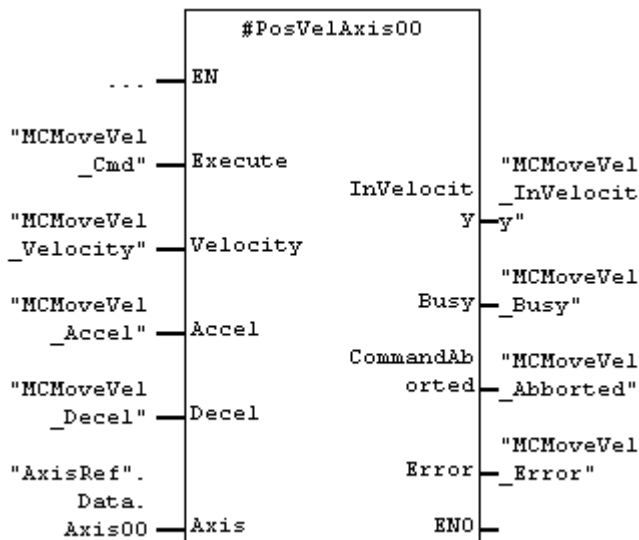 #PosVelAxis00
... EN
"MCMoveVel
_Cmd" Execute
"MCMoveVel
_Velocity" Velocity
"MCMoveVel
_Accel" Accel
"MCMoveVel
_Decel" Decel
"AxisRef".
Data.
Axis00 Axis
InVelocit
y
"MCMoveVel
_InVelocit
y"
Busy
"MCMoveVel
_Busy"
CommandAb
orted
"MCMoveVel
_Abborted"
Error
"MCMoveVel
_Error"
ENO